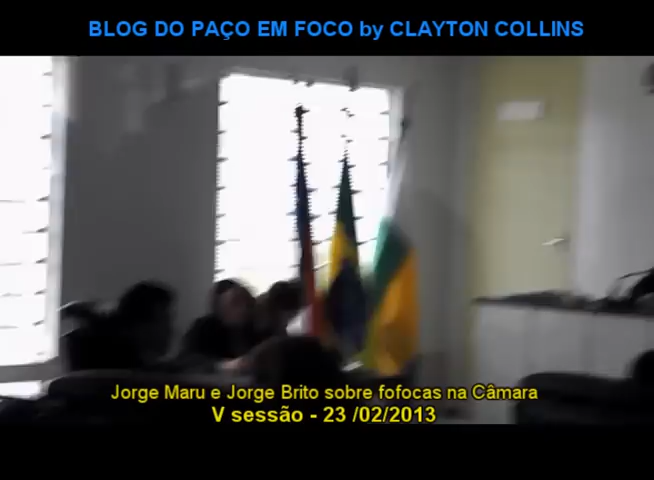 BLOG DO PAÇO EM FOCO by CLAYTON COLLINS
Jorge Maru e Jorge Brito sobre fofocas na Câmara
V sessão - 23 /02/2013